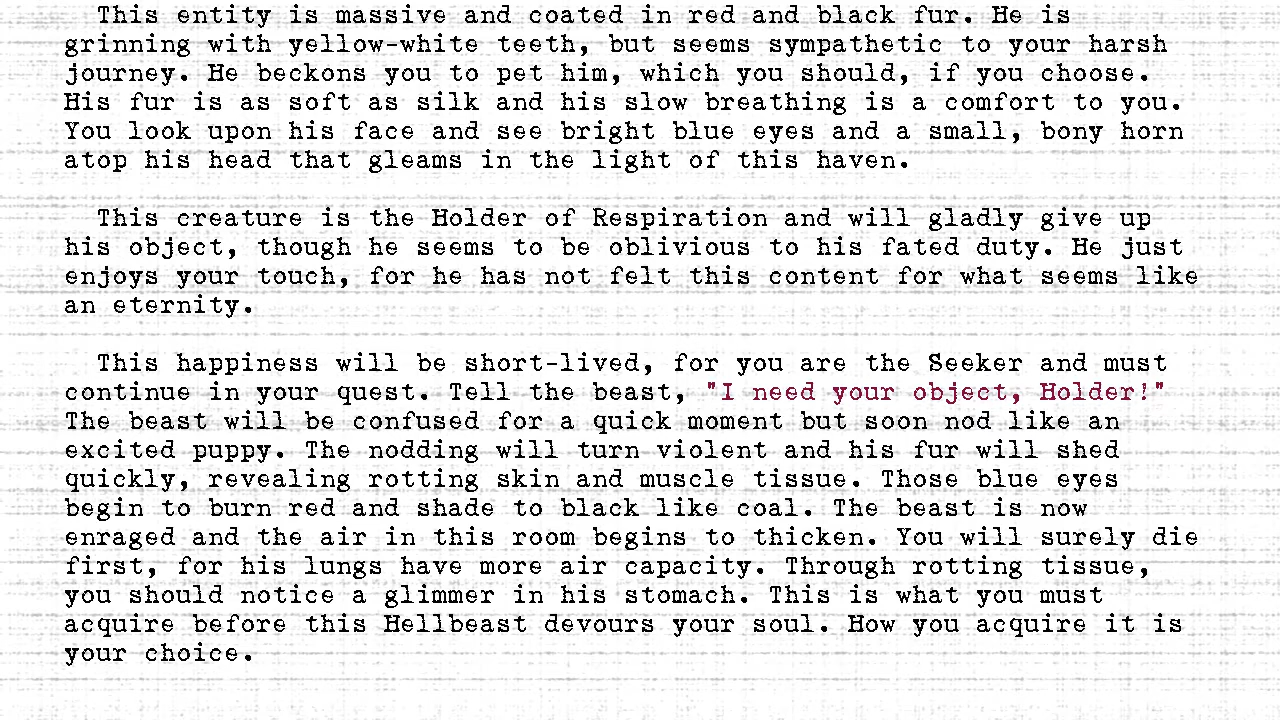 This entity is massive and coated in red and black fur. He is
grinning with yellow-white teeth, but seems sympathetic to your harsh
journey. He beckons you to pet him, which you should, if you choose.
His fur is as soft as silk and his slow breathing is a comfort to you.
You look upon his face and see bright blue eyes and a small, bony horn
atop his head that gleams in the light of this haven.
This creature is the Holder of Respiration and will gladly give up
his object, though he seems to be oblivious to his fated duty. He just
enjoys your touch, for he has not felt this content for what seems like
an eternity.
This happiness will be short-lived, for you are the Seeker and must
continue in your quest. Tell the beast, "I need your object, Holder!"
The beast will be confused for a quick moment but soon nod like an
excited puppy. The nodding will turn violent and his fur will shed
quickly, revealing rotting skin and muscle tissue. Those blue eyes
begin to burn red and shade to black like coal. The beast is now
enraged and the air in this room begins to thicken. You will surely die
first, for his lungs have more air capacity. Through rotting tissue,
you should notice a glimmer in his stomach. This is what you must
acquire before this Hellbeast devours your soul. How you acquire it is
your choice.